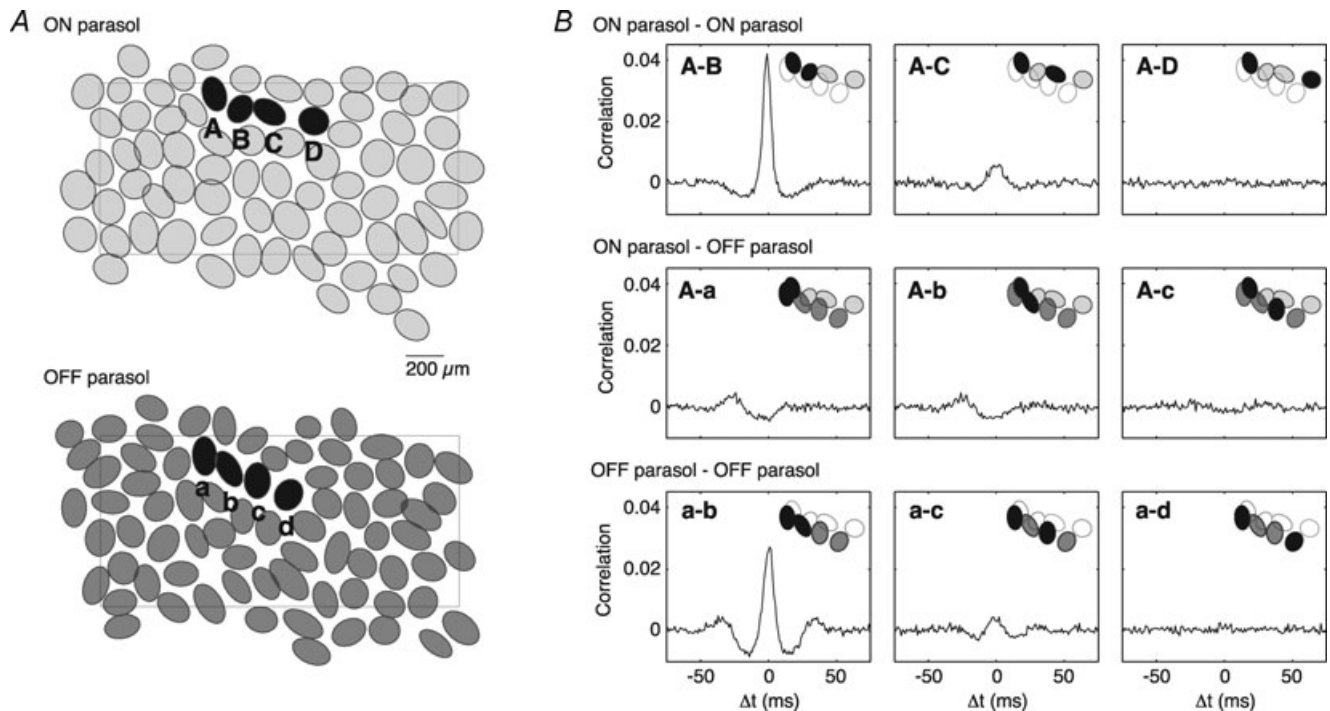 A
ON parasol
A
B
C
D
200 µm
OFF parasol
a
b
c
d
B
ON parasol - ON parasol
A-B
A-C
A-D
Correlation
0.04
0.02
0
ON parasol - OFF parasol
A-a
A-b
A-c
Correlation
0.04
0.02
0
OFF parasol - OFF parasol
a-b
a-c
a-d
Correlation
0.04
0.02
0
-50 0 50
-50 0 50
-50 0 50
Δt (ms)
Δt (ms)
Δt (ms)